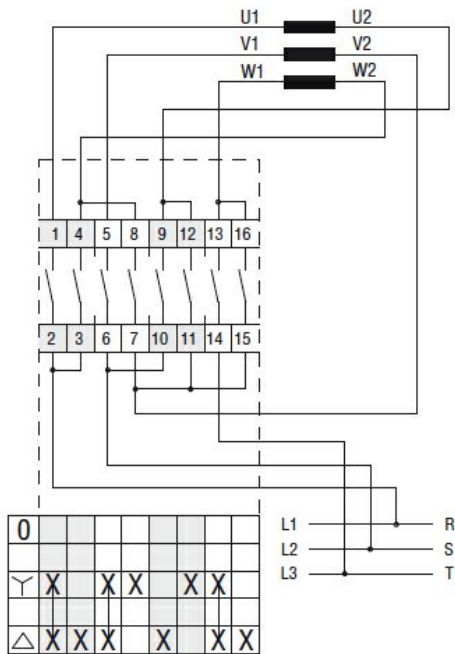 U1 U2
V1 V2
W1 W2
1 4 5 8 9 12 13 16
2 3 6 7 10 11 14 15
L1 R
L2 S
L3 T
0
Y X X X X X
△ X X X X X X